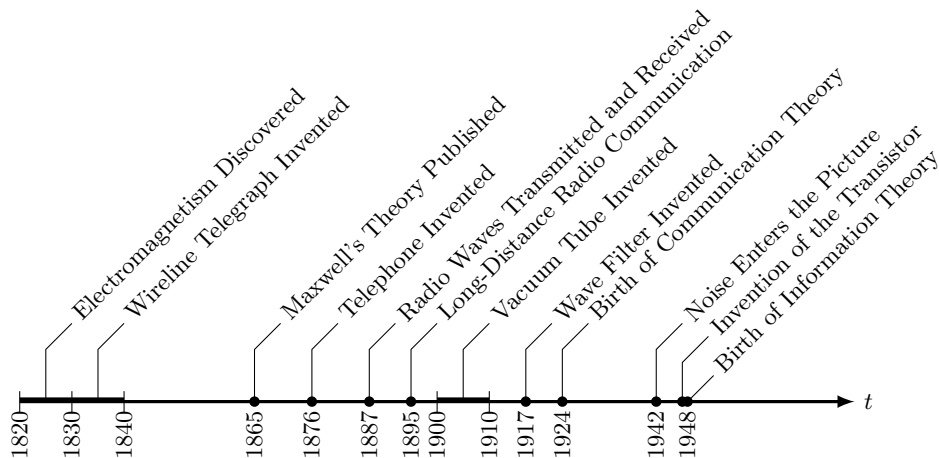 Electromagnetism Discovered
Wireline Telegraph Invented
Maxwell's Theory Published
Telephone Invented
Radio Waves Transmitted and Received
Long-Distance Radio Communication
Vacuum Tube Invented
Wave Filter Invented
Birth of Communication Theory
Noise Enters the Picture
Invention of the Transistor
Birth of Information Theory
t
1820
1830
1840
1865
1876
1887
1895
1900
1910
1917
1924
1942
1948